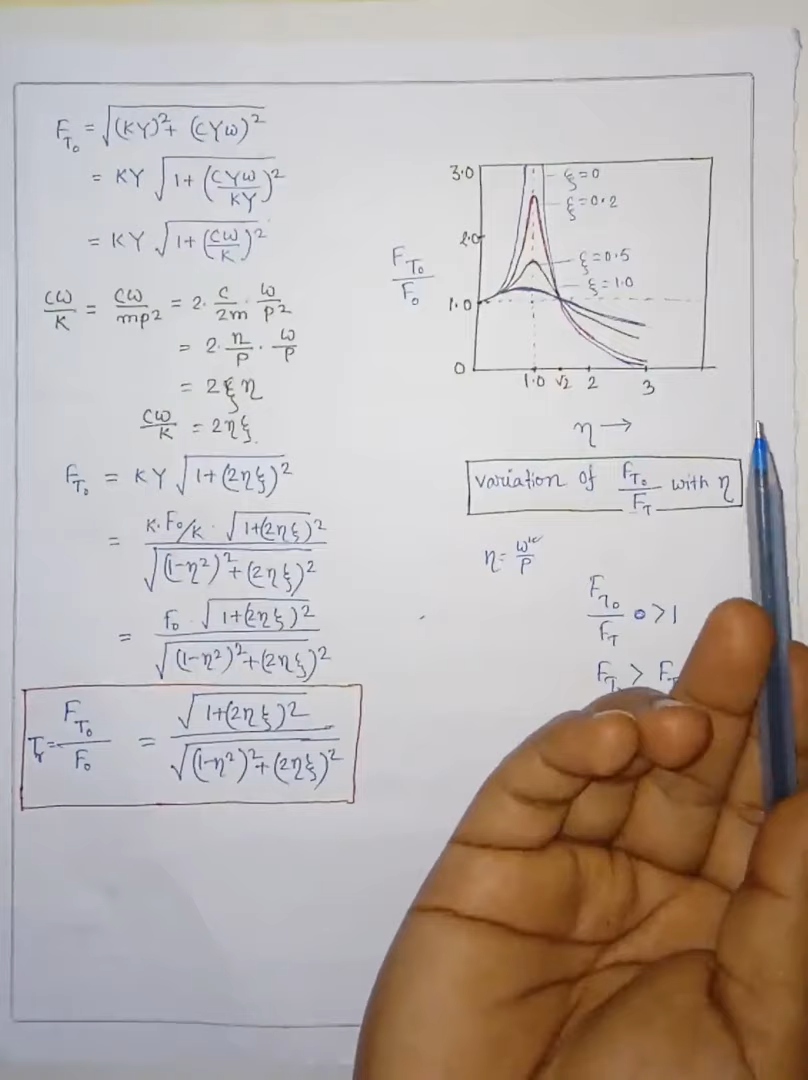 F_T₀ = √((KY)² + (CYω)²)
= KY √(1 + (CYω/KY)²)
= KY √(1 + (Cω/K)²)
Cω/K = Cω/mp2 = 2 · C/2m · ω/p2
= 2 · n/p · ω/p
= 2ξη
Cω/K = 2ηξ.
F_T₀ = KY √(1+(2ηξ)²)
= K·F₀/K · √(1+(2ηξ)²) / √((1-η²)²+(2ηξ)²)
= F₀ · √(1+(2ηξ)²) / √((1-η²)²+(2ηξ)²)
Tr = F_T₀/F₀ = √(1+(2ηξ)²) / √((1-η²)²+(2ηξ)²)
3.0
ξ=0
ξ=0.2
2.0
F_T₀/F₀
ξ=0.5
ξ=1.0
1.0
0
1.0 √2 2 3
η →
Variation of F_T₀/F_T with η
η = ω/p
F_T₀/F_T >1
F_T >